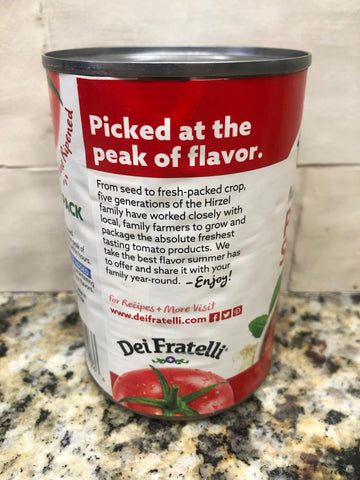 Picked at the
peak of flavor.
From seed to fresh-packed crop,
five generations of the Hirzel
family have worked closely with
local, family farmers to grow and
package the absolute freshest
tasting tomato products. We
take the best flavor summer has
to offer and share it with your
family year-round. –Enjoy!
For Recipes + More Visit
www.deifratelli.com
Dei Fratelli®
Ripened
PACK